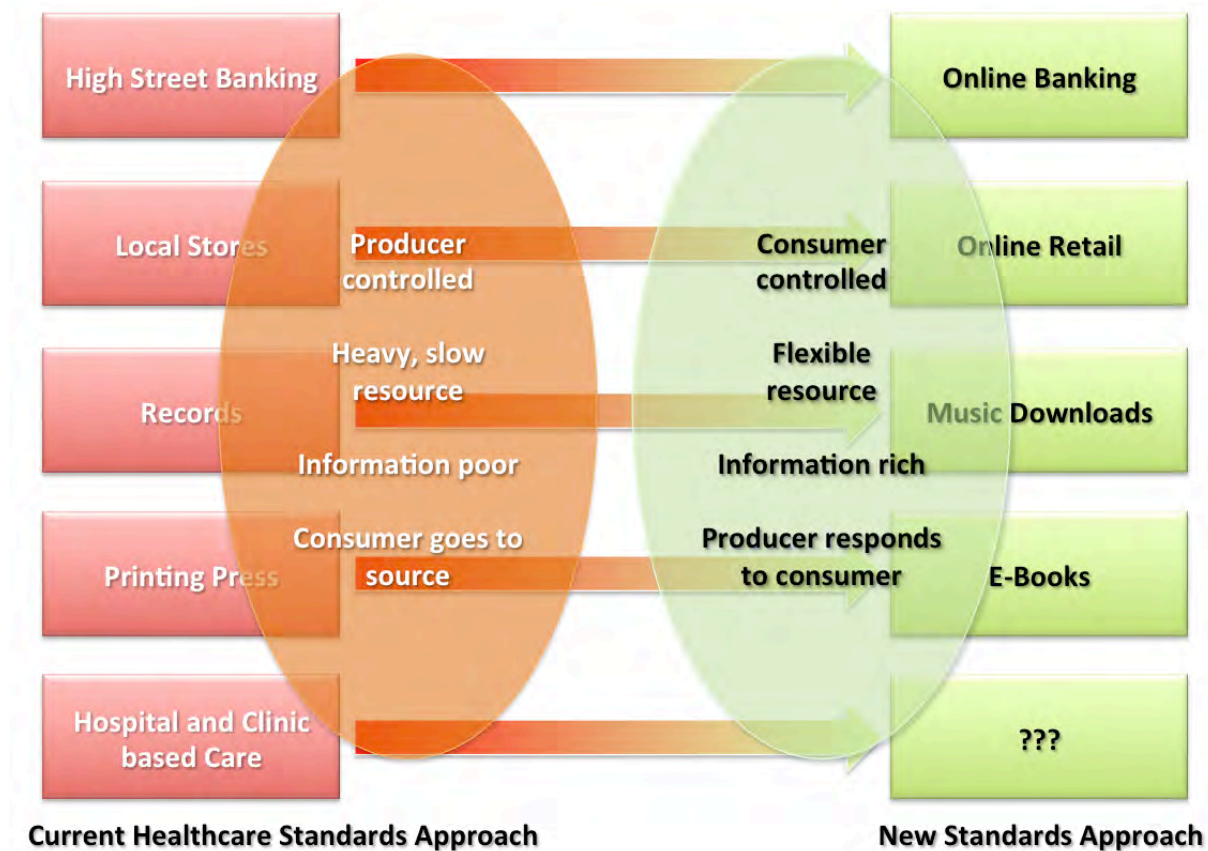 High Street Banking
Online Banking
Local Stores
Producer
controlled
Consumer
controlled
Online Retail
Records
Heavy, slow
resource
Flexible
resource
Music Downloads
Information poor
Information rich
Printing Press
Consumer goes to
source
Producer responds
to consumer
E-Books
Hospital and Clinic
based Care
???
Current Healthcare Standards Approach
New Standards Approach